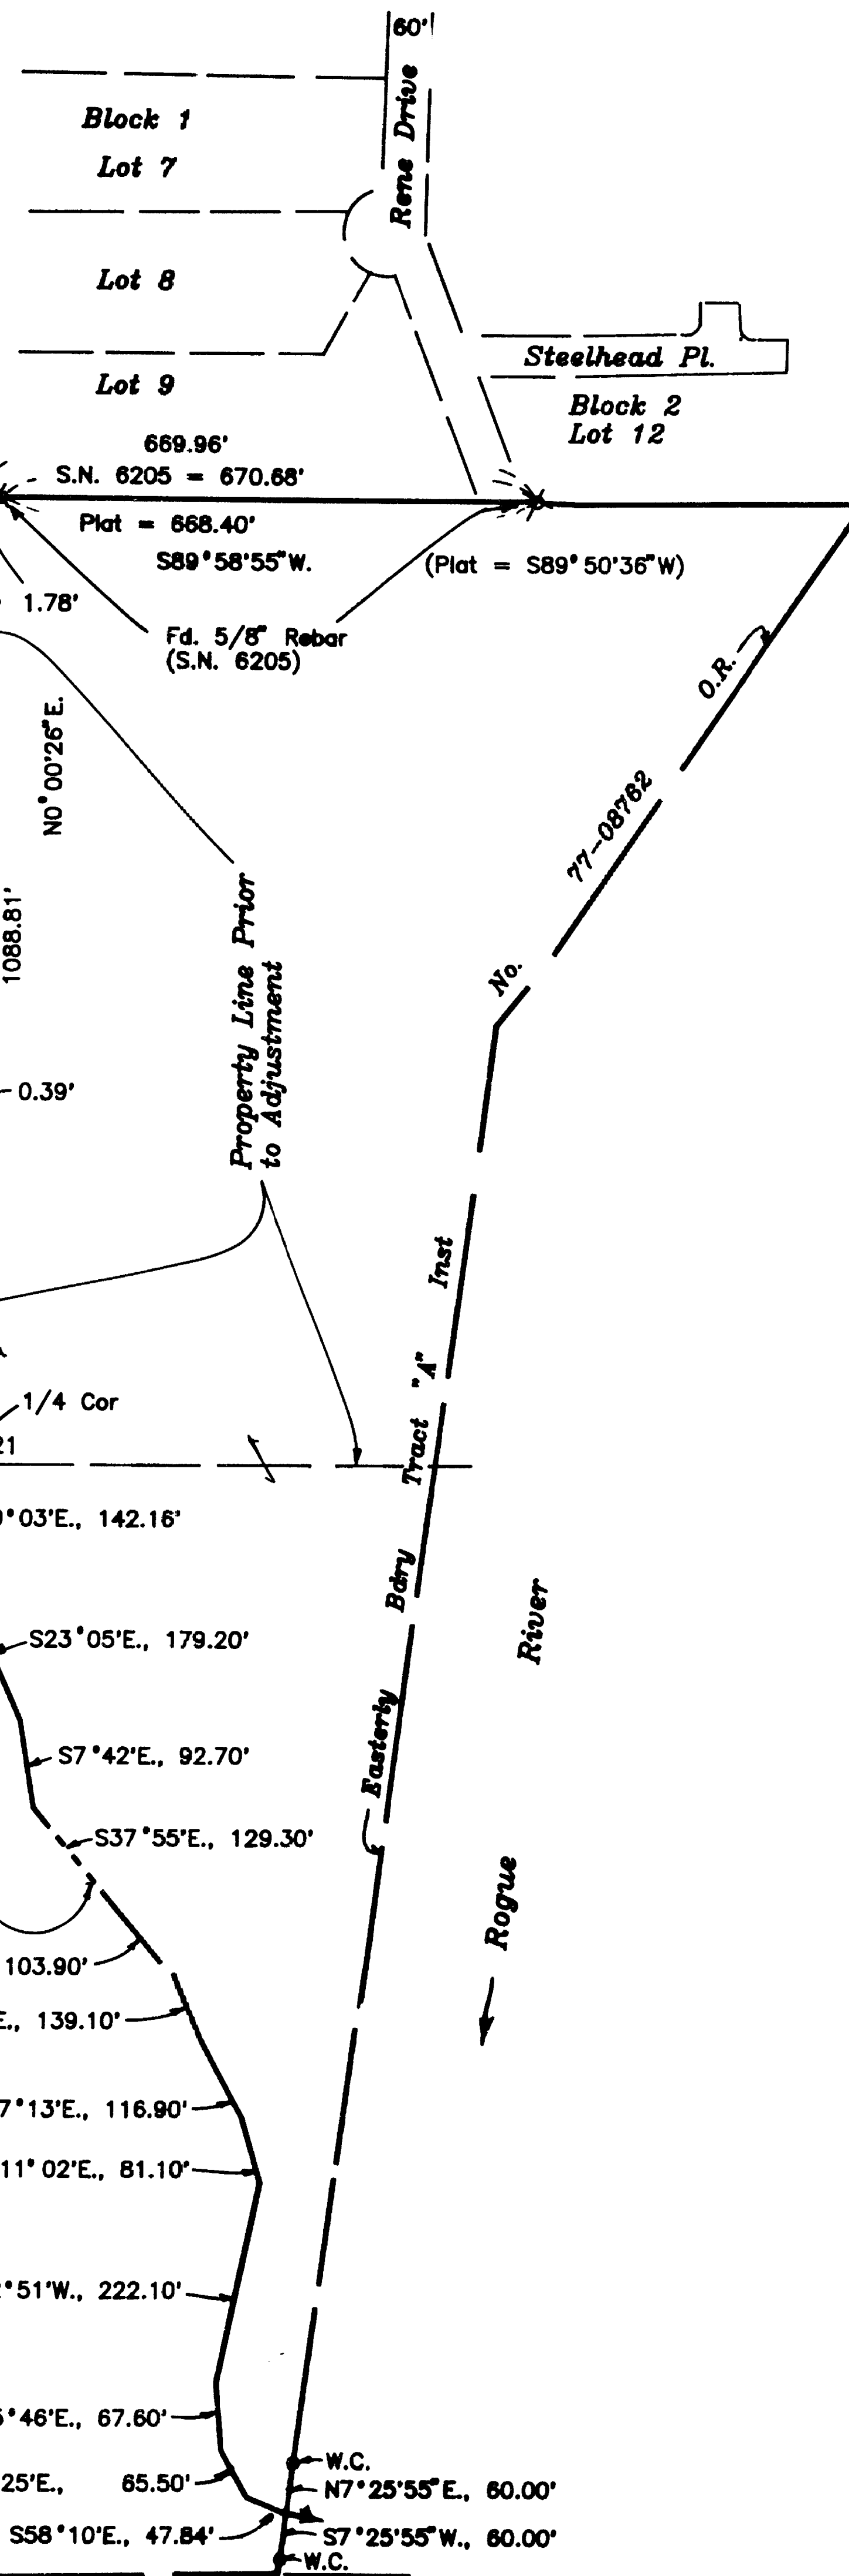 60'
Rene Drive
Block 1
Lot 7
Lot 8
Steelhead Pl.
Lot 9
Block 2
Lot 12
669.96'
S.N. 6205 = 670.68'
Plat = 668.40'
S89°58'55"W.
(Plat = S89°50'36"W)
1.78'
Fd. 5/8" Rebar
(S.N. 6205)
O.R.
N0°00'26"E.
77-08762
1088.81'
No.
Property Line Prior
to Adjustment
0.39'
Inst
"A"
Tract
1/4 Cor
21
°03'E., 142.16'
Bdry
River
S23°05'E., 179.20'
Easterly
S7°42'E., 92.70'
S37°55'E., 129.30'
Rogue
103.90'
E., 139.10'
7°13'E., 116.90'
11°02'E., 81.10'
°51'W., 222.10'
°46'E., 67.60'
25'E., 65.50'
W.C.
N7°25'55"E., 60.00'
S58°10'E., 47.84'
S7°25'55"W., 60.00'
W.C.